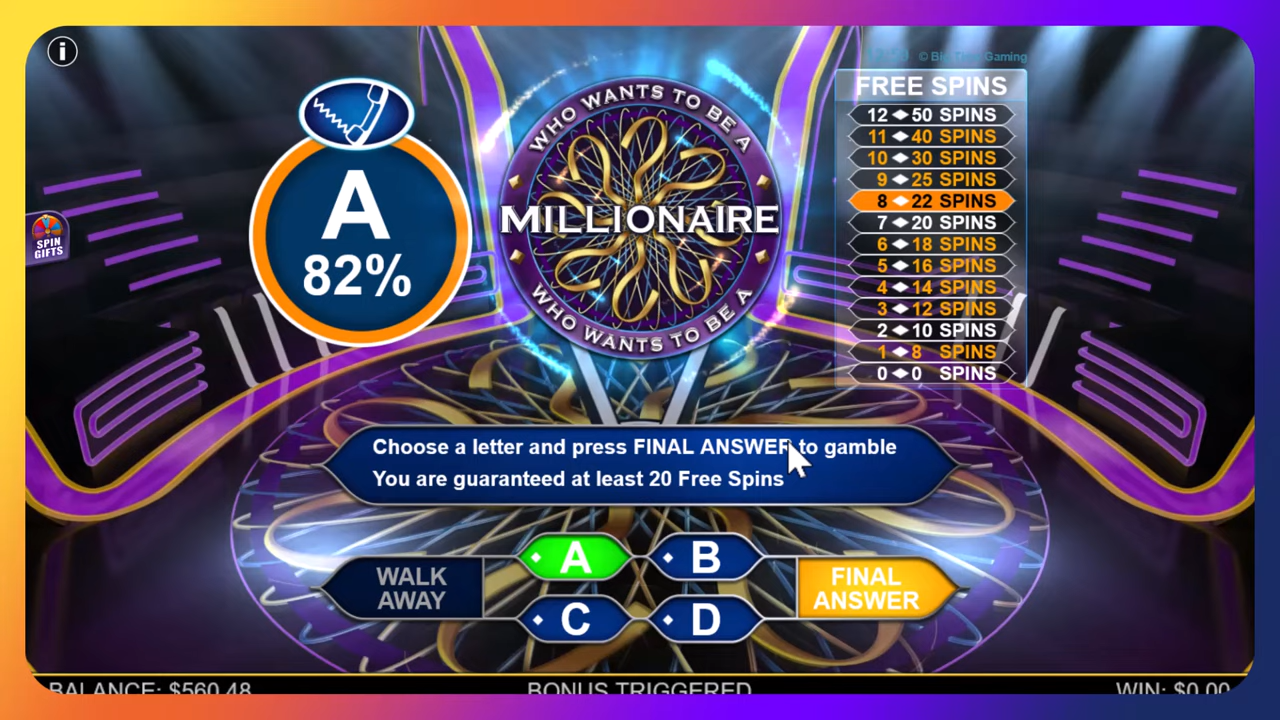 i
© Big Time Gaming
FREE SPINS
12 50 SPINS
11 40 SPINS
10 30 SPINS
9 25 SPINS
8 22 SPINS
7 20 SPINS
6 18 SPINS
5 16 SPINS
4 14 SPINS
3 12 SPINS
2 10 SPINS
1 8 SPINS
0 0 SPINS
A
82%
WHO WANTS TO BE A
MILLIONAIRE
WHO WANTS TO BE A
SPIN
GIFTS
Choose a letter and press FINAL ANSWER to gamble
You are guaranteed at least 20 Free Spins
WALK
AWAY
A
B
C
D
FINAL
ANSWER
BALANCE: $560.48
BONUS TRIGGERED
WIN: $0.00